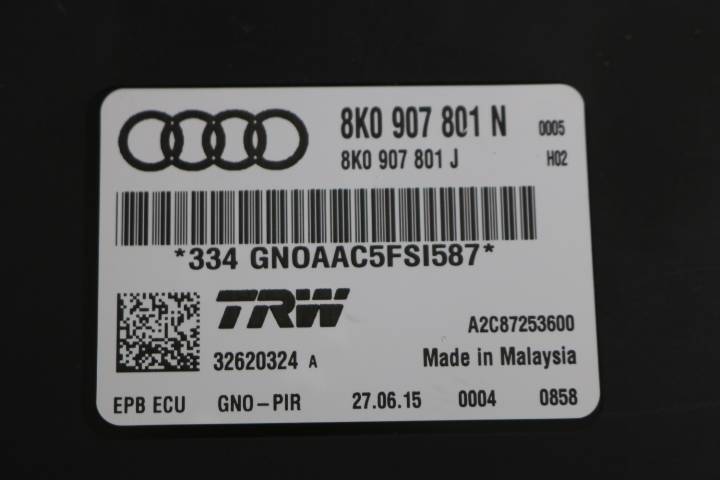 8K0 907 801 N 0005
8K0 907 801 J H02
*334 GNOAAC5FSI587*
TRW
A2C87253600
32620324 A Made in Malaysia
EPB ECU GNO-PIR 27.06.15 0004 0858